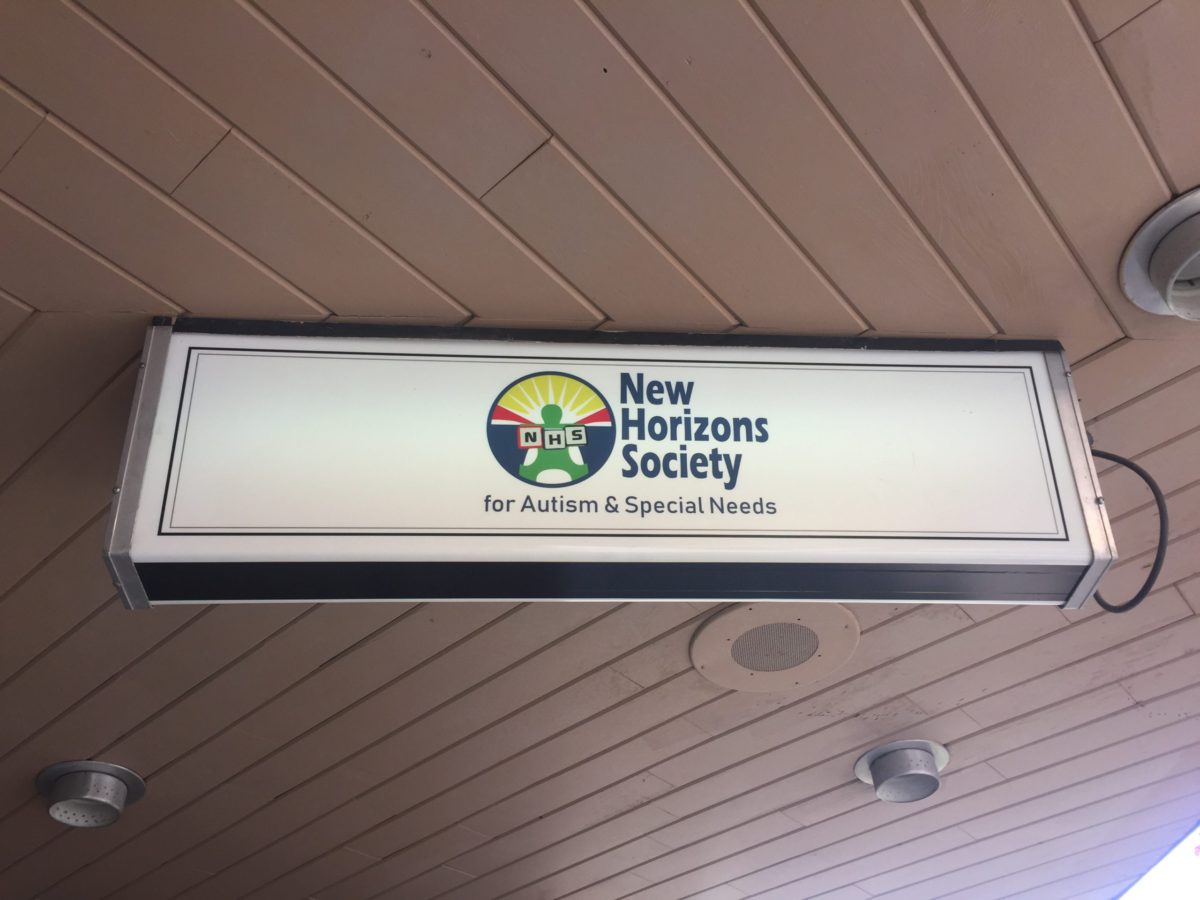 NHS
New
Horizons
Society
for Autism & Special Needs